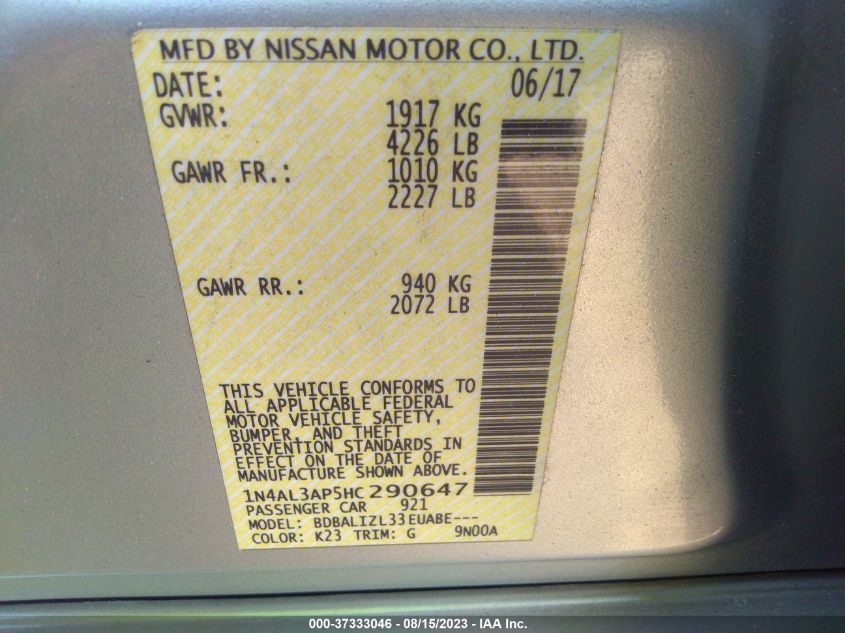 MFD BY NISSAN MOTOR CO., LTD.
DATE: 06/17
GVWR: 1917 KG
4226 LB
GAWR FR.: 1010 KG
2227 LB
GAWR RR.: 940 KG
2072 LB
THIS VEHICLE CONFORMS TO
ALL APPLICABLE FEDERAL
MOTOR VEHICLE SAFETY,
BUMPER, AND THEFT
PREVENTION STANDARDS IN
EFFECT ON THE DATE OF
MANUFACTURE SHOWN ABOVE.
1N4AL3AP5HC290647
PASSENGER CAR 921
MODEL: BDBALIZL33EUABE---
COLOR: K23 TRIM: G 9N00A
000-37333046 - 08/15/2023 - IAA Inc.